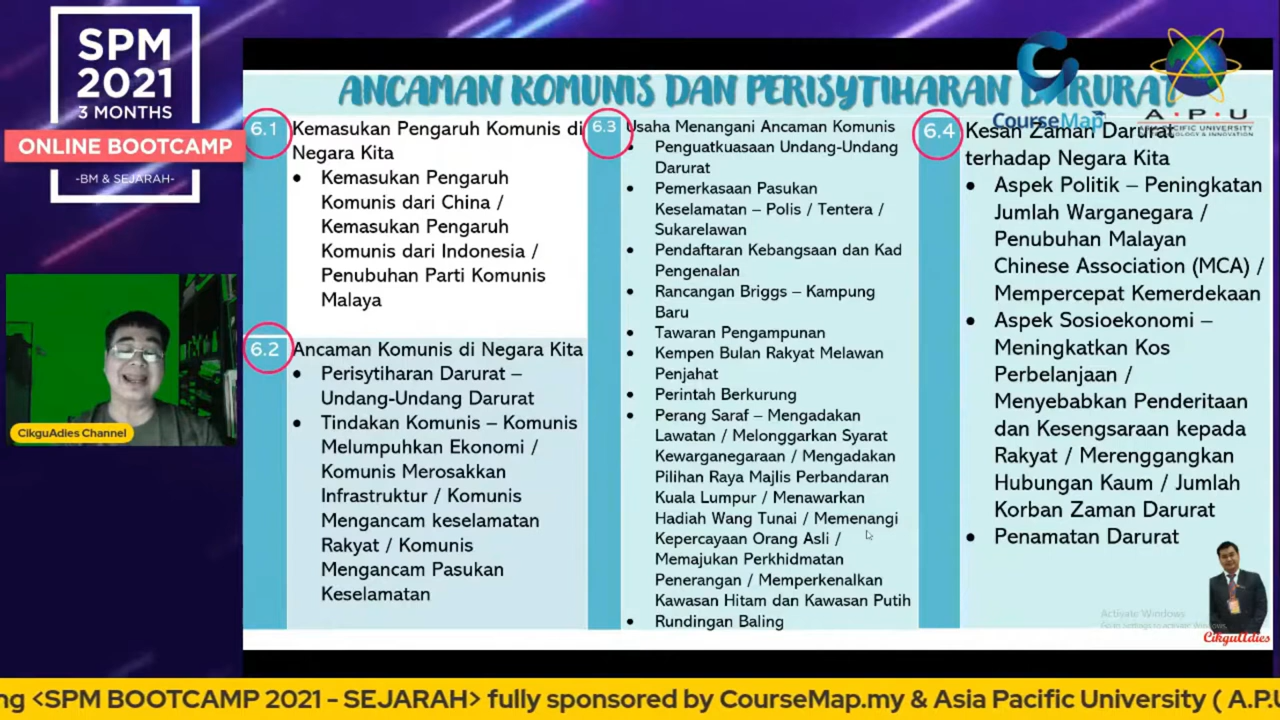 SPM
2021
3 MONTHS
ONLINE BOOTCAMP
-BM & SEJARAH-
CikguAdies Channel
ANCAMAN KOMUNIS DAN PERISYTIHARAN DARURAT
CourseMap
A·P·U
ASIA PACIFIC UNIVERSITY
6.1
Kemasukan Pengaruh Komunis di
Negara Kita
• Kemasukan Pengaruh
Komunis dari China /
Kemasukan Pengaruh
Komunis dari Indonesia /
Penubuhan Parti Komunis
Malaya
6.2
Ancaman Komunis di Negara Kita
• Perisytiharan Darurat –
Undang-Undang Darurat
• Tindakan Komunis – Komunis
Melumpuhkan Ekonomi /
Komunis Merosakkan
Infrastruktur / Komunis
Mengancam keselamatan
Rakyat / Komunis
Mengancam Pasukan
Keselamatan
6.3
Usaha Menangani Ancaman Komunis
• Penguatkuasaan Undang-Undang
Darurat
• Pemerkasaan Pasukan
Keselamatan – Polis / Tentera /
Sukarelawan
• Pendaftaran Kebangsaan dan Kad
Pengenalan
• Rancangan Briggs – Kampung
Baru
• Tawaran Pengampunan
• Kempen Bulan Rakyat Melawan
Penjahat
• Perintah Berkurung
• Perang Saraf – Mengadakan
Lawatan / Melonggarkan Syarat
Kewarganegaraan / Mengadakan
Pilihan Raya Majlis Perbandaran
Kuala Lumpur / Menawarkan
Hadiah Wang Tunai / Memenangi
Kepercayaan Orang Asli /
Memajukan Perkhidmatan
Penerangan / Memperkenalkan
Kawasan Hitam dan Kawasan Putih
• Rundingan Baling
6.4
Kesan Zaman Darurat
terhadap Negara Kita
• Aspek Politik – Peningkatan
Jumlah Warganegara /
Penubuhan Malayan
Chinese Association (MCA) /
Mempercepat Kemerdekaan
• Aspek Sosioekonomi –
Meningkatkan Kos
Perbelanjaan /
Menyebabkan Penderitaan
dan Kesengsaraan kepada
Rakyat / Merenggangkan
Hubungan Kaum / Jumlah
Korban Zaman Darurat
• Penamatan Darurat
Activate Windows
CikguAdies
ng <SPM BOOTCAMP 2021 - SEJARAH> fully sponsored by CourseMap.my & Asia Pacific University ( A.P.U